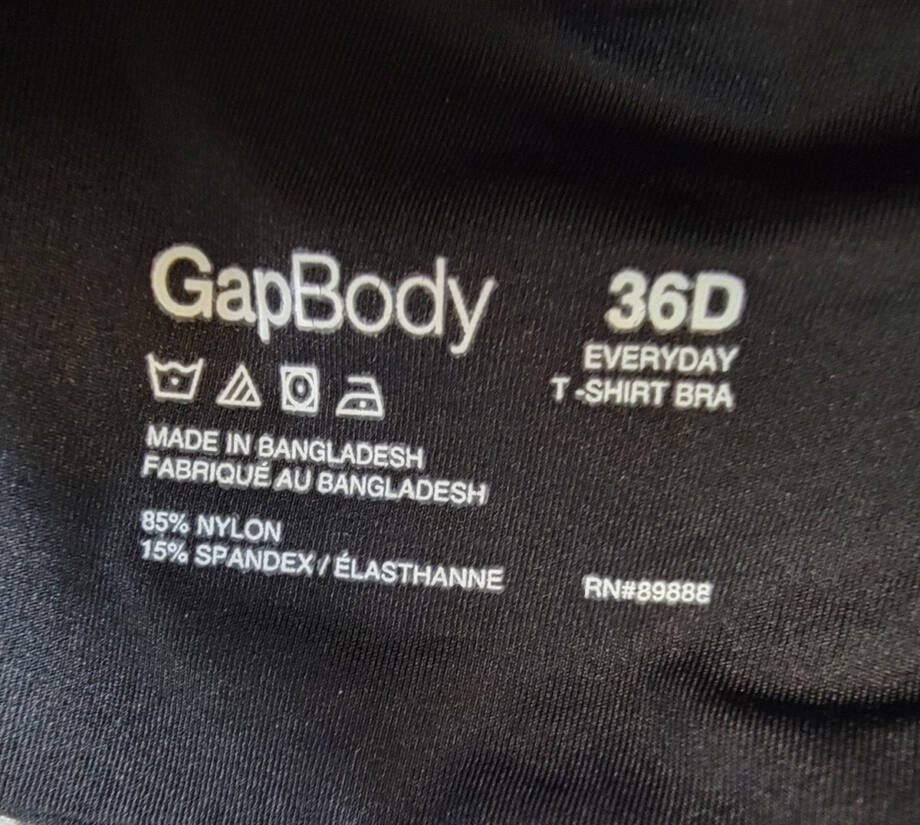 GapBody
36D
EVERYDAY
T-SHIRT BRA
MADE IN BANGLADESH
FABRIQUÉ AU BANGLADESH
85% NYLON
15% SPANDEX / ÉLASTHANNE
RN#89888